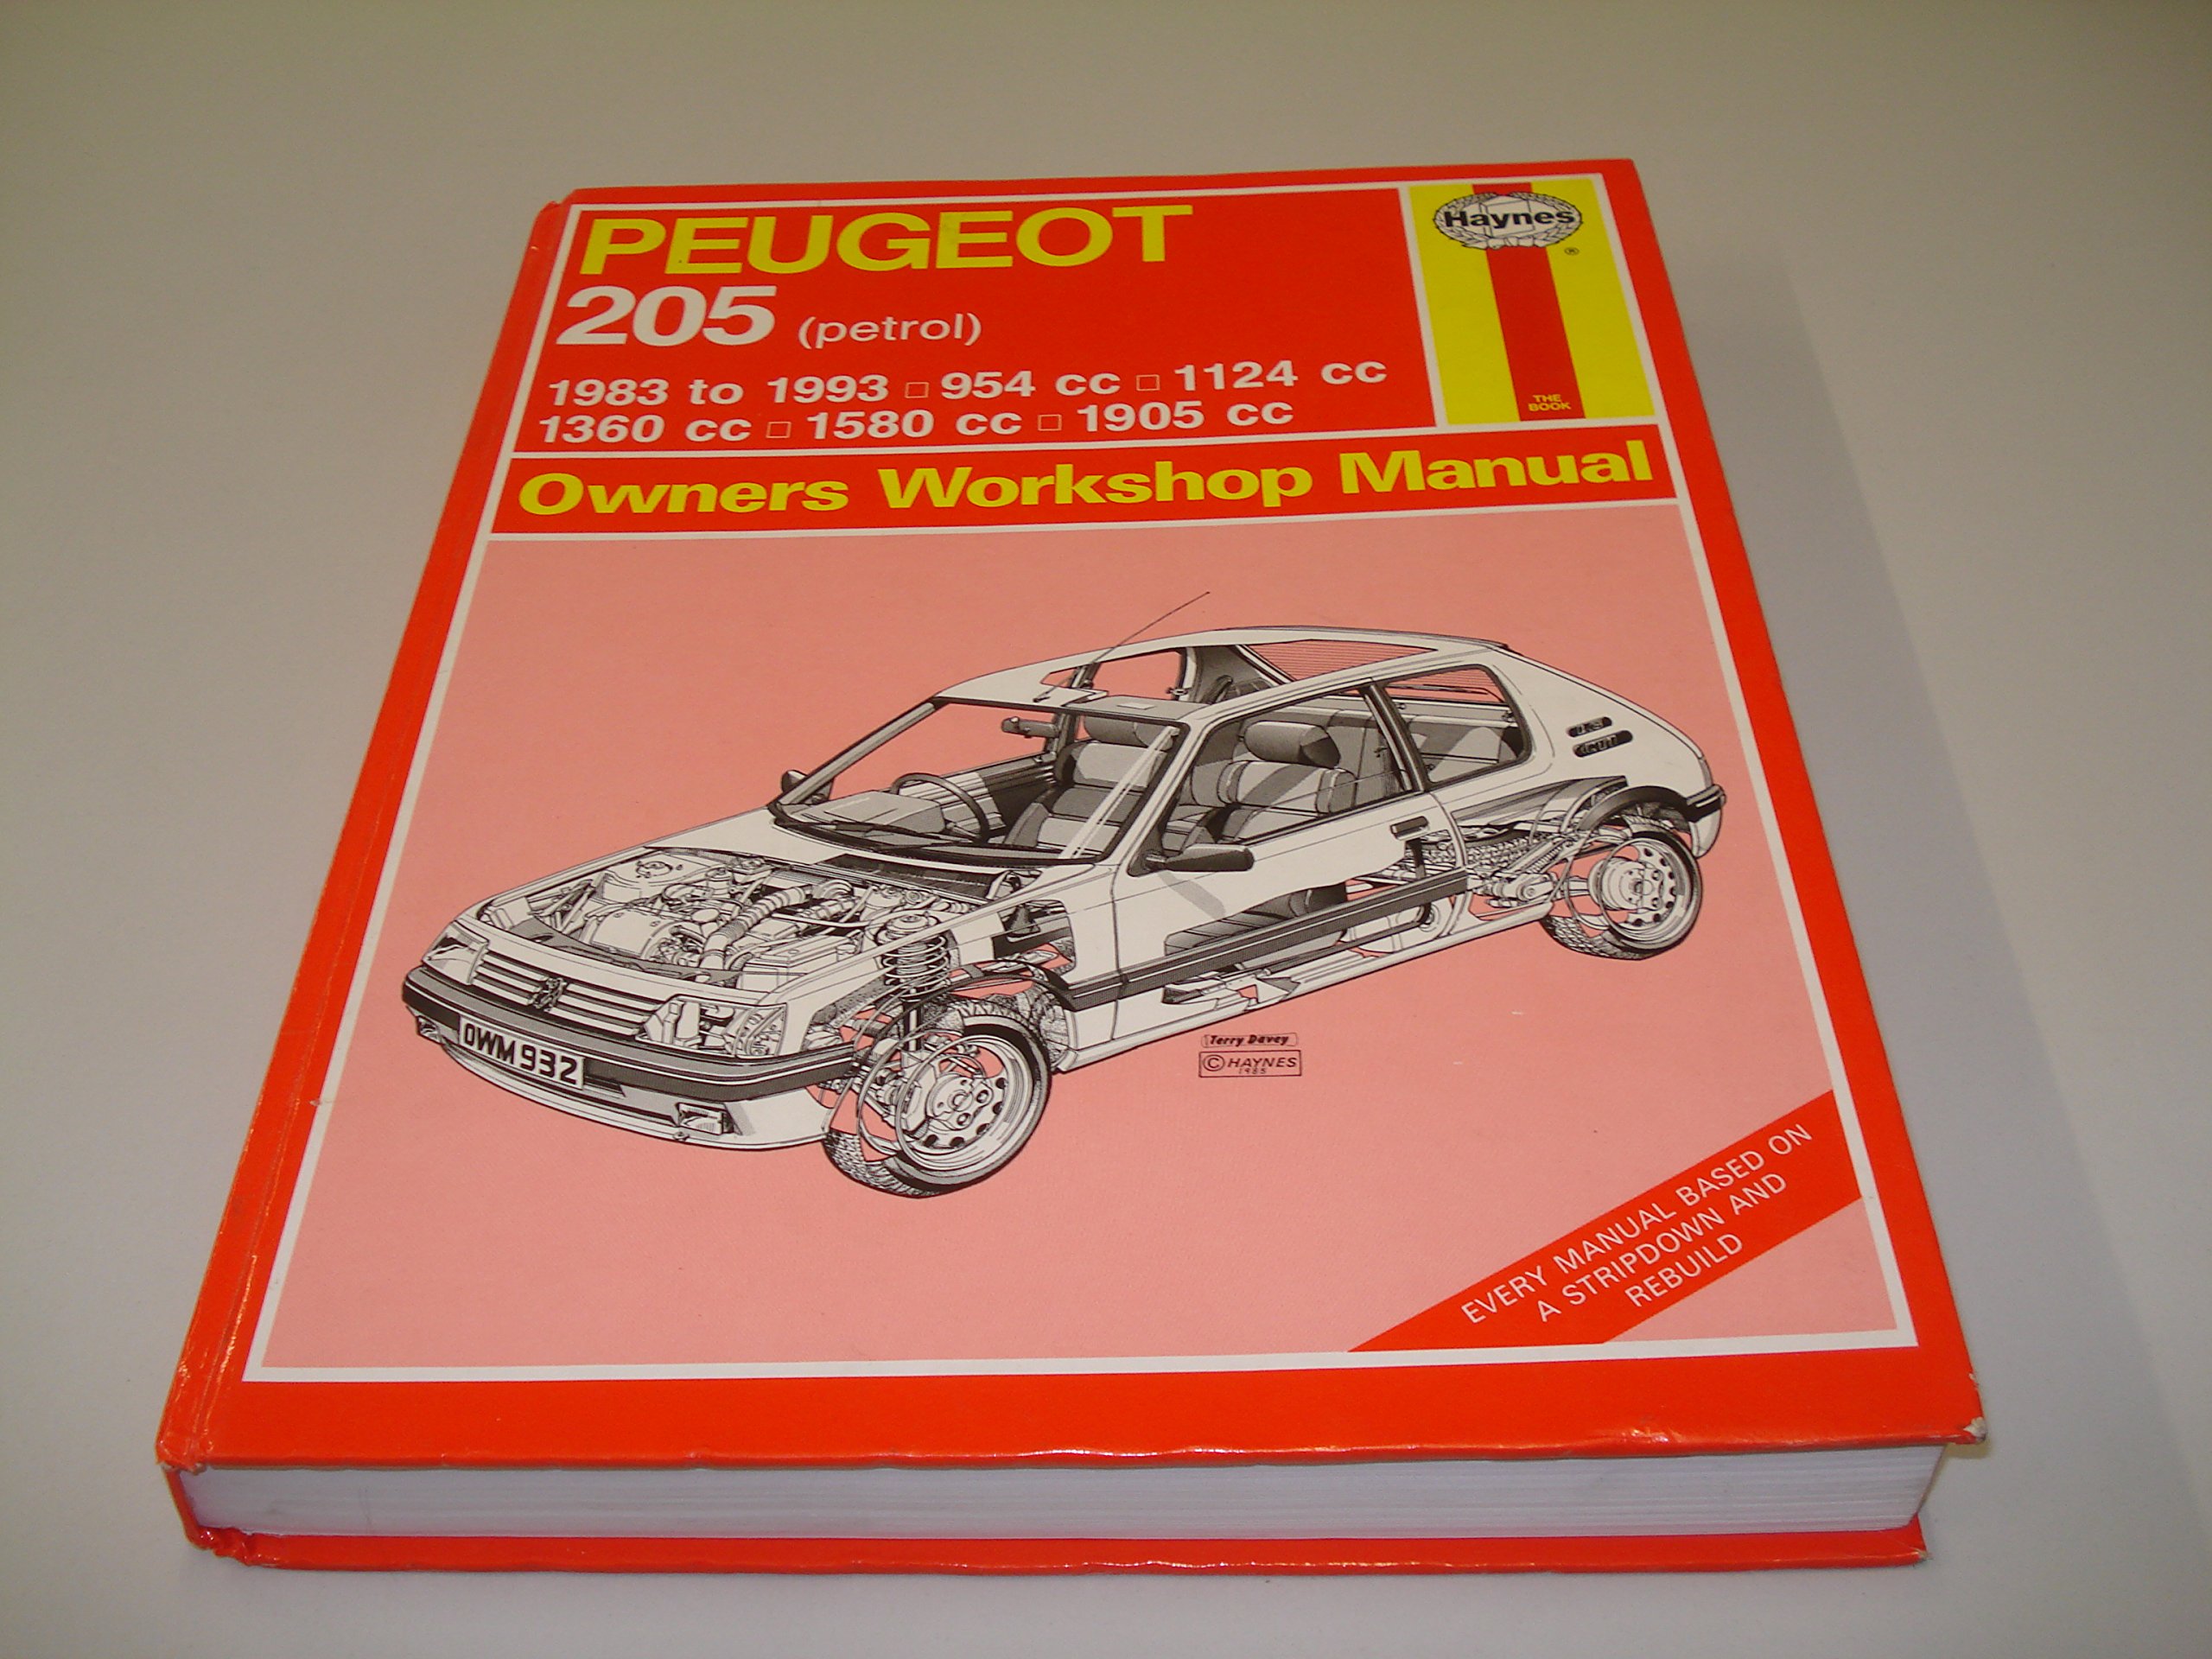 PEUGEOT
Haynes
®
205 (petrol)
1983 to 1993 □ 954 cc □ 1124 cc
1360 cc □ 1580 cc □ 1905 cc
THE
BOOK
Owners Workshop Manual
OWM 932
Terry Davey
© HAYNES
1985
EVERY MANUAL BASED ON
A STRIPDOWN AND
REBUILD